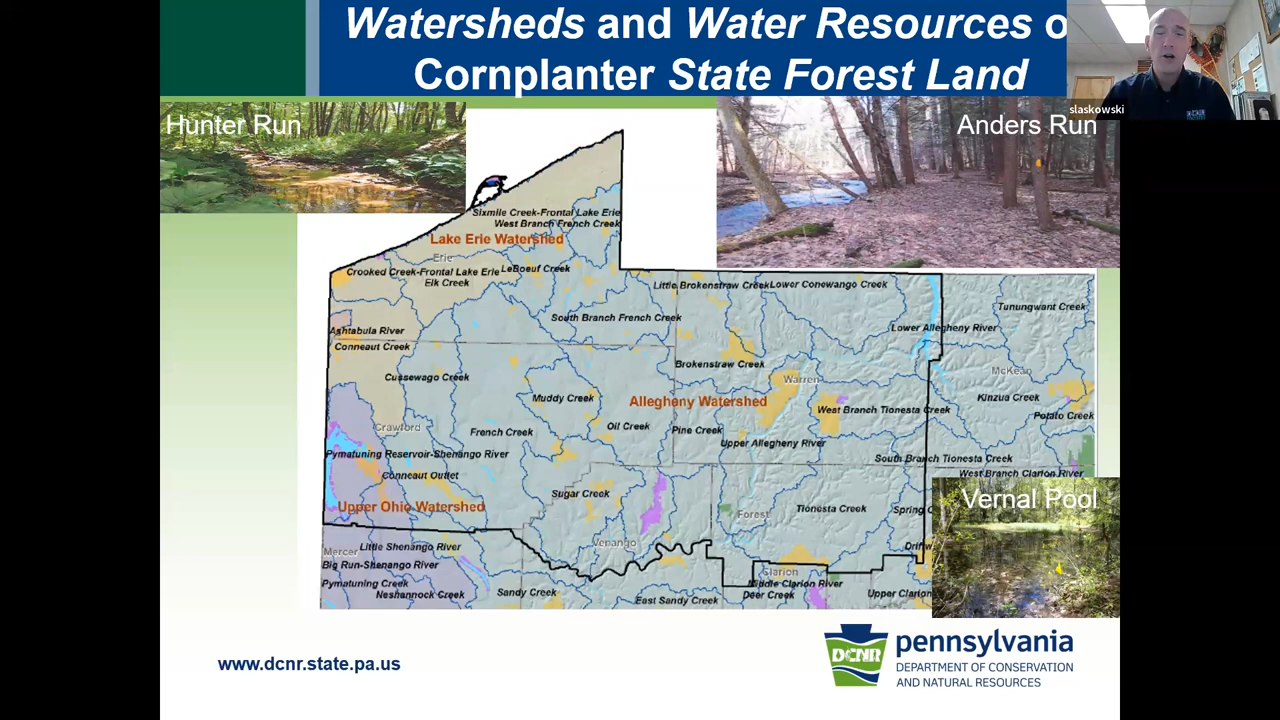 Watersheds and Water Resources o
Cornplanter State Forest Land
slaskowski
Hunter Run
Anders Run
Sixmile Creek-Frontal Lake Erie
West Branch French Creek
Lake Erie Watershed
Erie
Crooked Creek-Frontal Lake Erie
LeBoeuf Creek
Elk Creek
Little Brokenstraw Creek
Lower Conewango Creek
Tunungwant Creek
South Branch French Creek
Ashtabula River
Lower Allegheny River
Conneaut Creek
Brokenstraw Creek
McKean
Cussewago Creek
Warren
Muddy Creek
Allegheny Watershed
Kinzua Creek
West Branch Tionesta Creek
Potato Creek
Crawford
French Creek
Oil Creek
Pine Creek
Upper Allegheny River
Pymatuning Reservoir-Shenango River
South Branch Tionesta Creek
Conneaut Outlet
West Branch Clarion River
Sugar Creek
Vernal Pool
Upper Ohio Watershed
Tionesta Creek
Spring C
Forest
Venango
Little Shenango River
Driftw
Mercer
Big Run-Shenango River
Clarion
Pymatuning Creek
Middle Clarion River
Neshannock Creek
Sandy Creek
East Sandy Creek
Deer Creek
Upper Clarion
www.dcnr.state.pa.us
DCNR
pennsylvania
DEPARTMENT OF CONSERVATION
AND NATURAL RESOURCES